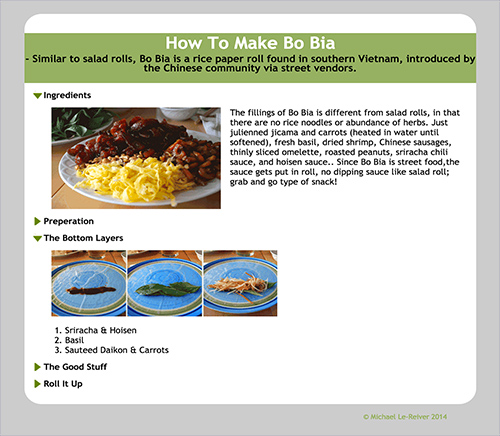 How To Make Bo Bia
- Similar to salad rolls, Bo Bia is a rice paper roll found in southern Vietnam, introduced by
the Chinese community via street vendors.
Ingredients
The fillings of Bo Bia is different from salad rolls, in that
there are no rice noodles or abundance of herbs. Just
julienned jicama and carrots (heated in water until
softened), fresh basil, dried shrimp, Chinese sausages,
thinly sliced omelette, roasted peanuts, sriracha chili
sauce, and hoisen sauce.. Since Bo Bia is street food,the
sauce gets put in roll, no dipping sauce like salad roll;
grab and go type of snack!
Preperation
The Bottom Layers
1. Sriracha & Hoisen
2. Basil
3. Sauteed Daikon & Carrots
The Good Stuff
Roll It Up
© Michael Le-Reiver 2014